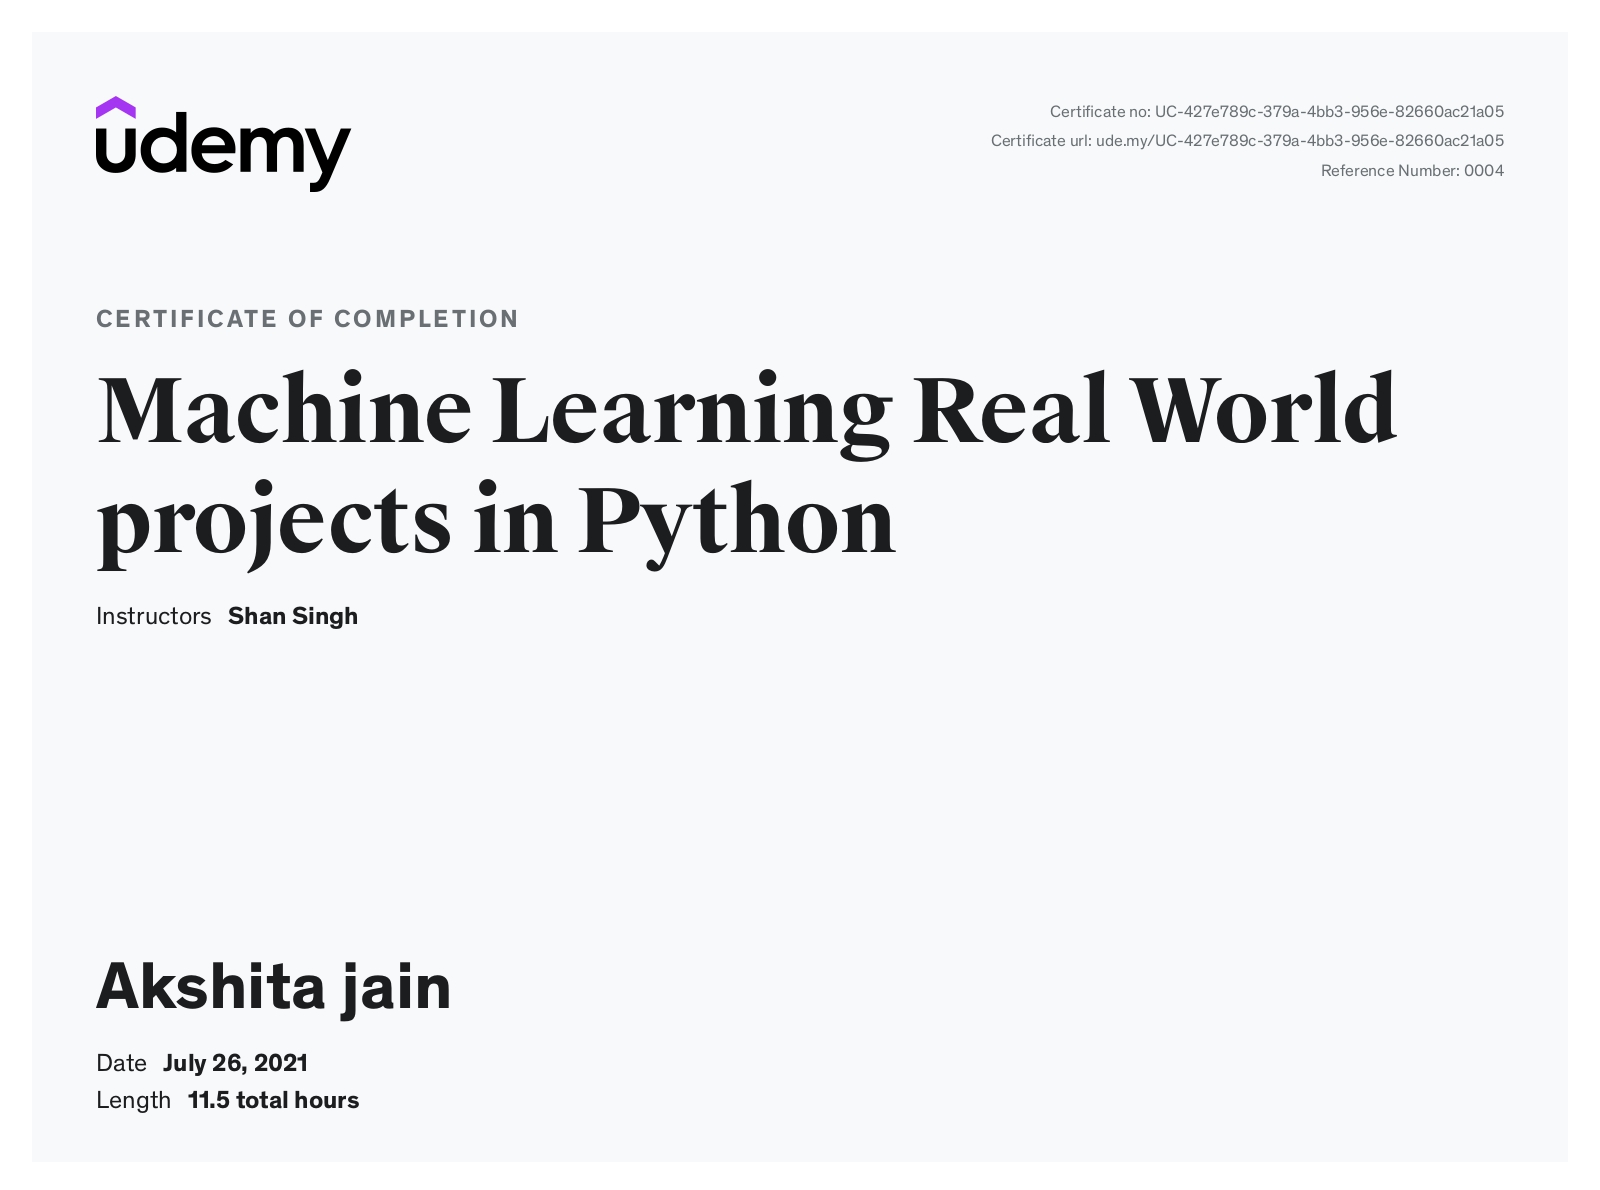 udemy
Certificate no: UC-427e789c-379a-4bb3-956e-82660ac21a05
Certificate url: ude.my/UC-427e789c-379a-4bb3-956e-82660ac21a05
Reference Number: 0004
CERTIFICATE OF COMPLETION
Machine Learning Real World
projects in Python
Instructors Shan Singh
Akshita jain
Date July 26, 2021
Length 11.5 total hours